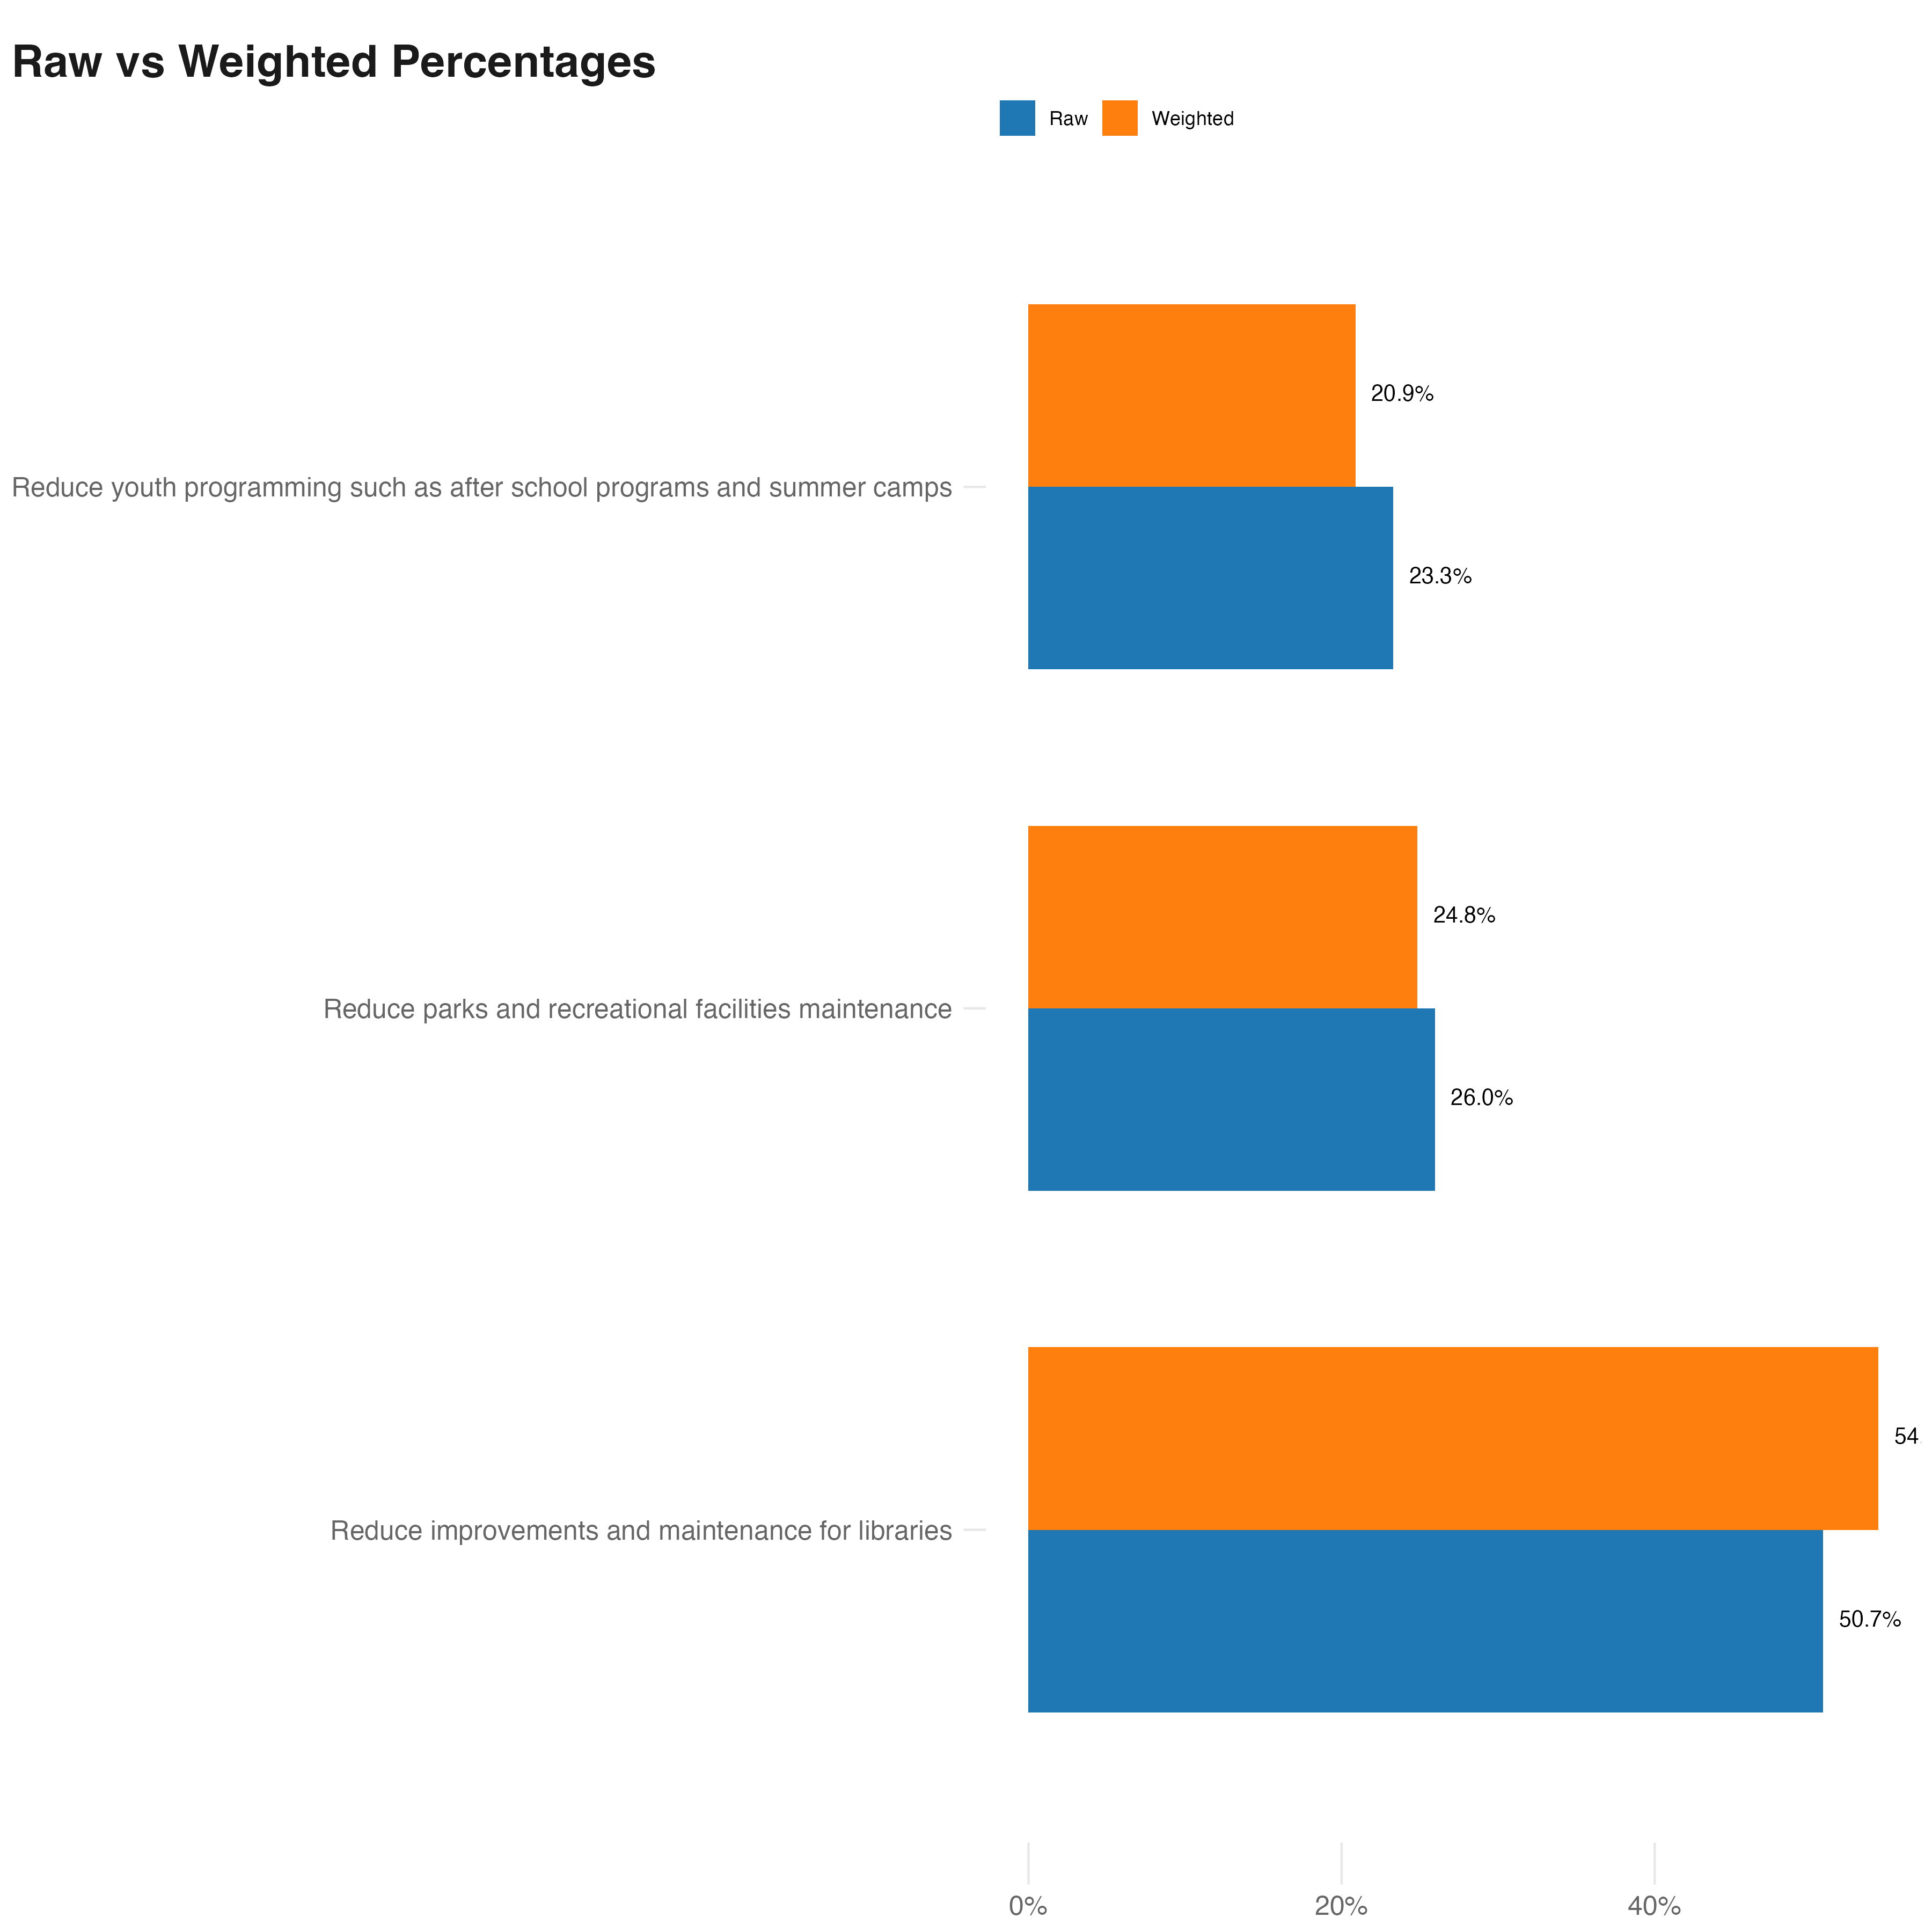 Raw vs Weighted Percentages
Raw Weighted
20.9%
Reduce youth programming such as after school programs and summer camps
23.3%
24.8%
Reduce parks and recreational facilities maintenance
26.0%
54.
Reduce improvements and maintenance for libraries
50.7%
0% 20% 40%